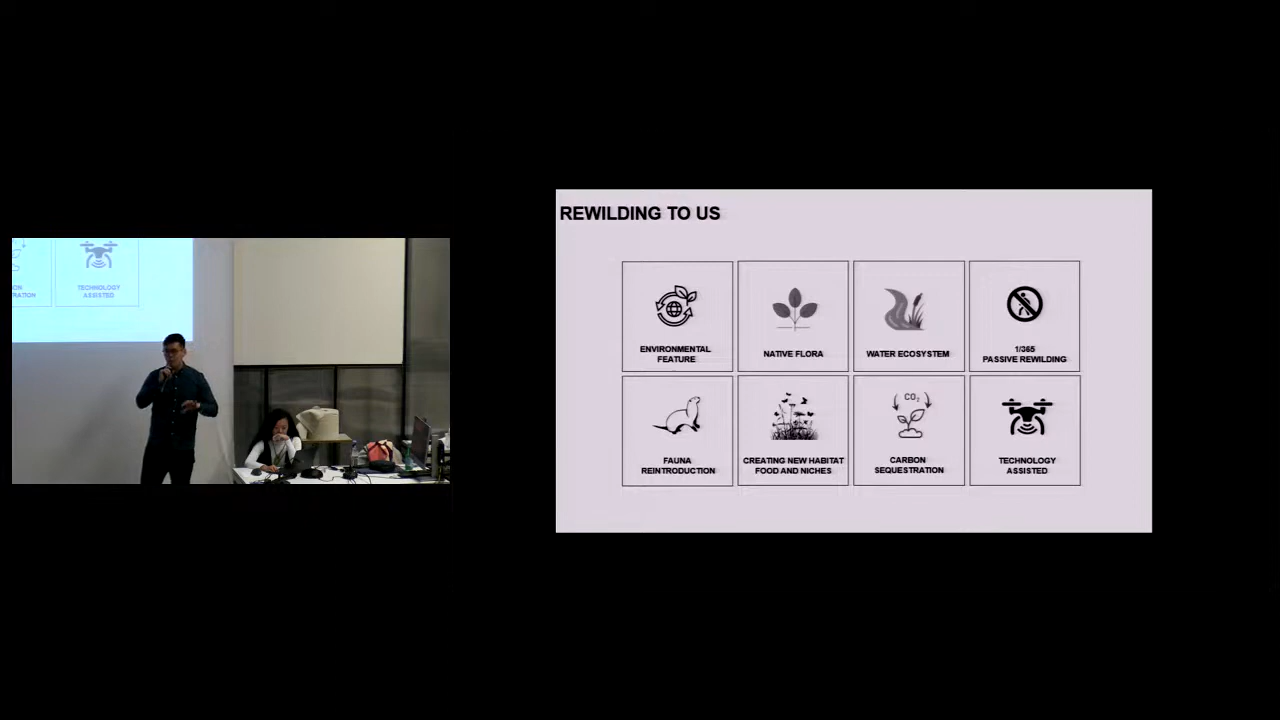 REWILDING TO US
ENVIRONMENTAL
FEATURE
NATIVE FLORA
WATER ECOSYSTEM
1/365
PASSIVE REWILDING
FAUNA
REINTRODUCTION
CREATING NEW HABITAT
FOOD AND NICHES
CO₂
CARBON
SEQUESTRATION
TECHNOLOGY
ASSISTED
TECHNOLOGY
ASSISTED